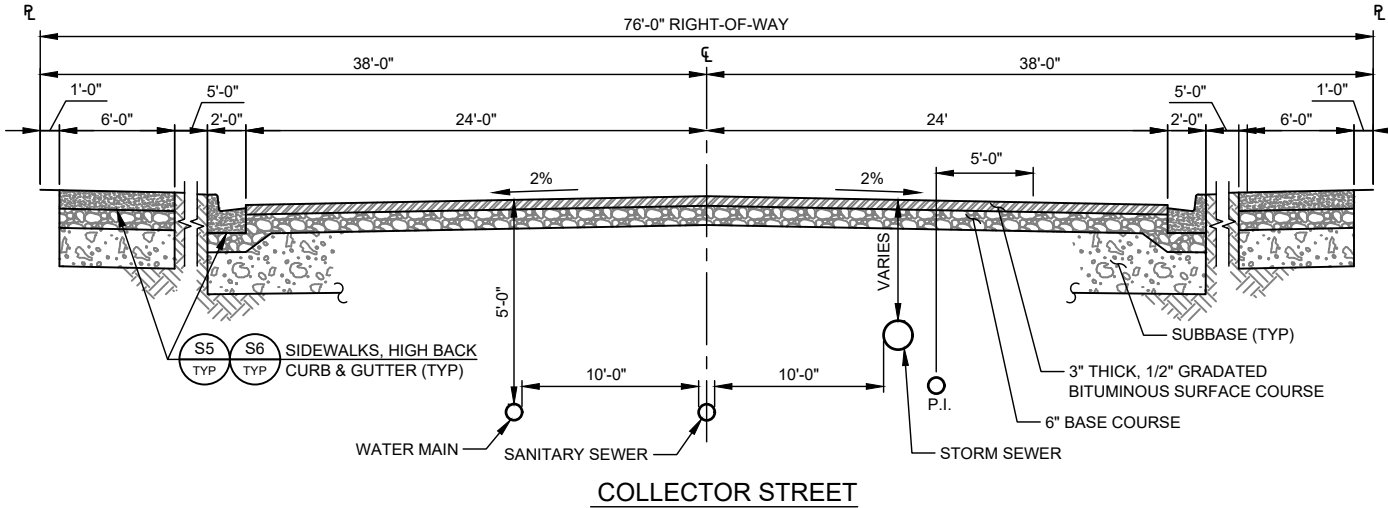 PL
PL
76'-0" RIGHT-OF-WAY
CL
38'-0"
38'-0"
1'-0"
5'-0"
5'-0"
1'-0"
6'-0"
2'-0"
24'-0"
24'
2'-0"
6'-0"
5'-0"
2%
2%
VARIES
5'-0"
S5
TYP
S6
TYP
SIDEWALKS, HIGH BACK
CURB & GUTTER (TYP)
SUBBASE (TYP)
10'-0"
10'-0"
3" THICK, 1/2" GRADATED
BITUMINOUS SURFACE COURSE
P.I.
6" BASE COURSE
WATER MAIN
SANITARY SEWER
STORM SEWER
COLLECTOR STREET